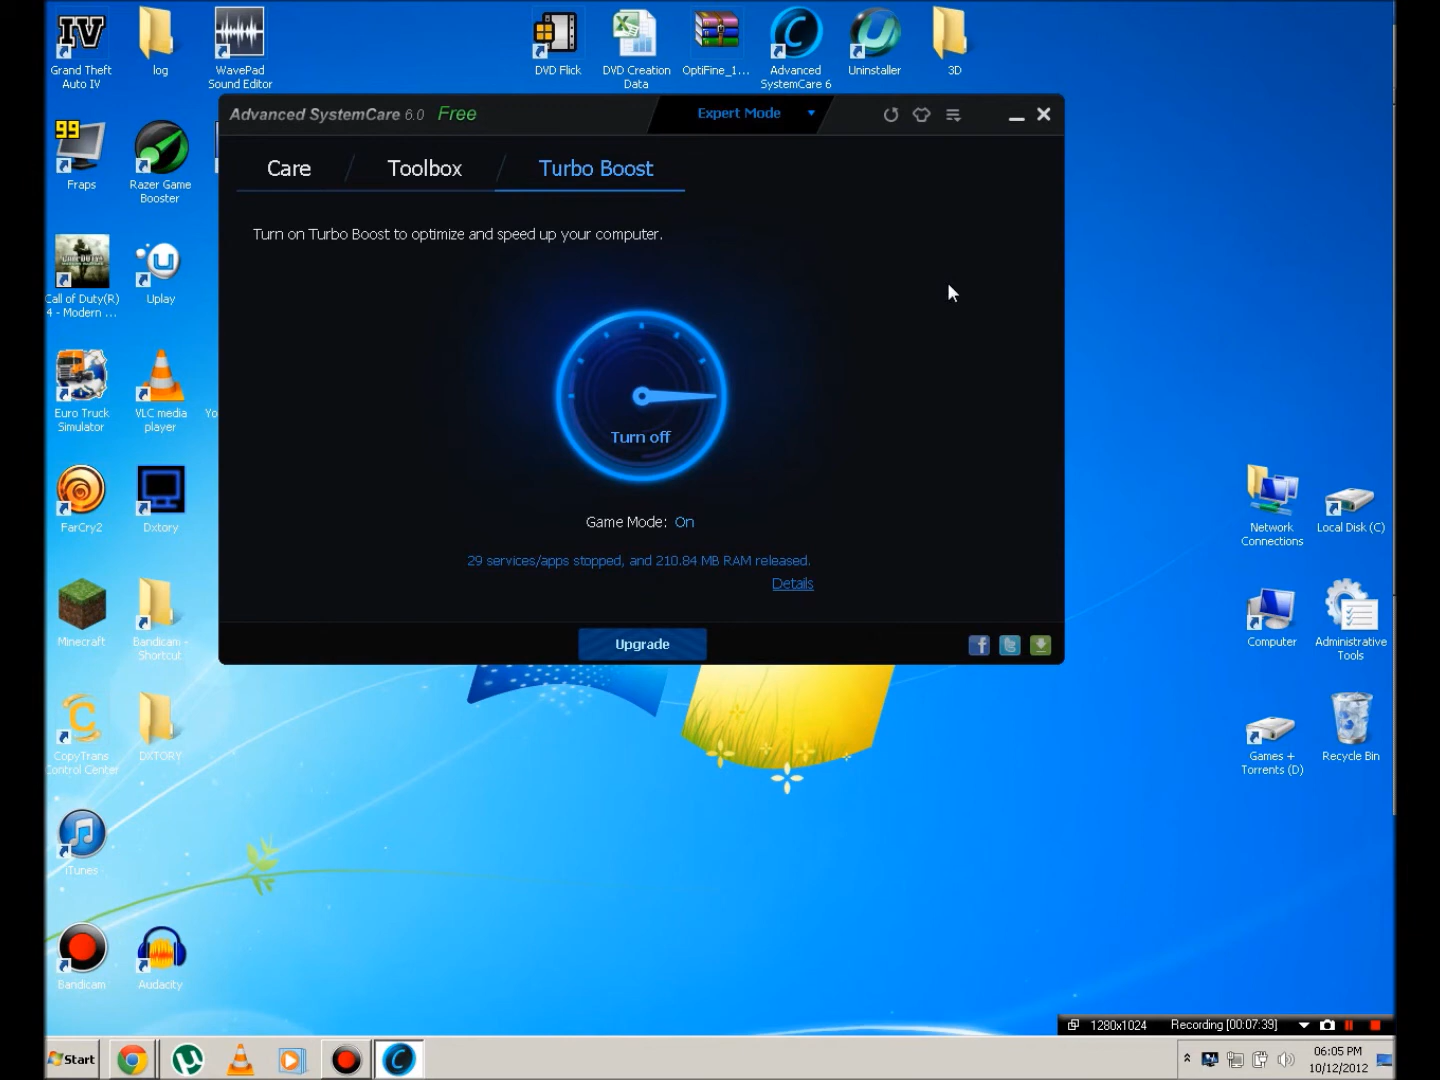 Grand Theft
Auto IV
log
WavePad
Sound Editor
DVD Flick
DVD Creation
Data
OptiFine_1...
Advanced
SystemCare 6
Uninstaller
3D
IV
99
Fraps
Razer Game
Booster
Call of Duty(R)
4 - Modern ...
Uplay
Euro Truck
Simulator
VLC media
player
Yo
FarCry2
Dxtory
Minecraft
Bandicam -
Shortcut
CopyTrans
Control Center
DXTORY
iTunes
Bandicam
Audacity
Advanced SystemCare 6.0 Free
Expert Mode
Care
Toolbox
Turbo Boost
Turn on Turbo Boost to optimize and speed up your computer.
Turn off
Game Mode: On
29 services/apps stopped, and 210.84 MB RAM released.
Details
Upgrade
Network
Connections
Local Disk (C)
Computer
Administrative
Tools
Games +
Torrents (D)
Recycle Bin
1280x1024 Recording [00:07:39]
Start
06:05 PM
10/12/2012